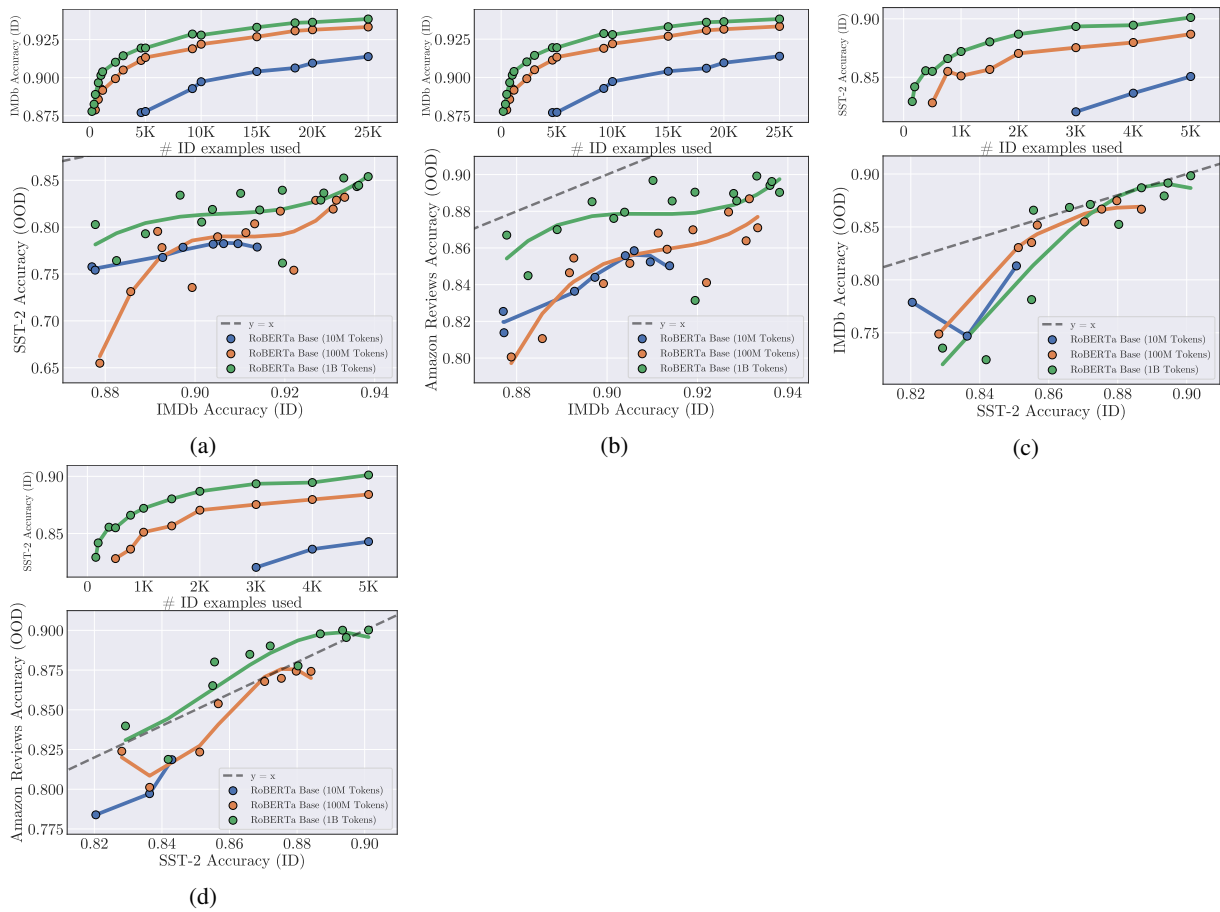 IMDb Accuracy (ID)
0.925
0.900
0.875
0 5K 10K 15K 20K 25K
# ID examples used
SST-2 Accuracy (OOD)
0.85
0.80
0.75
0.70
0.65
y = x
RoBERTa Base (10M Tokens)
RoBERTa Base (100M Tokens)
RoBERTa Base (1B Tokens)
0.88 0.90 0.92 0.94
IMDb Accuracy (ID)
(a)
IMDb Accuracy (ID)
0.925
0.900
0.875
0 5K 10K 15K 20K 25K
# ID examples used
Amazon Reviews Accuracy (OOD)
0.90
0.88
0.86
0.84
0.82
0.80
y = x
RoBERTa Base (10M Tokens)
RoBERTa Base (100M Tokens)
RoBERTa Base (1B Tokens)
0.88 0.90 0.92 0.94
IMDb Accuracy (ID)
(b)
SST-2 Accuracy (ID)
0.90
0.85
0 1K 2K 3K 4K 5K
# ID examples used
IMDb Accuracy (OOD)
0.90
0.85
0.80
0.75
0.70
y = x
RoBERTa Base (10M Tokens)
RoBERTa Base (100M Tokens)
RoBERTa Base (1B Tokens)
0.82 0.84 0.86 0.88 0.90
SST-2 Accuracy (ID)
(c)
SST-2 Accuracy (ID)
0.90
0.85
0 1K 2K 3K 4K 5K
# ID examples used
Amazon Reviews Accuracy (OOD)
0.900
0.875
0.850
0.825
0.800
0.775
y = x
RoBERTa Base (10M Tokens)
RoBERTa Base (100M Tokens)
RoBERTa Base (1B Tokens)
0.82 0.84 0.86 0.88 0.90
SST-2 Accuracy (ID)
(d)